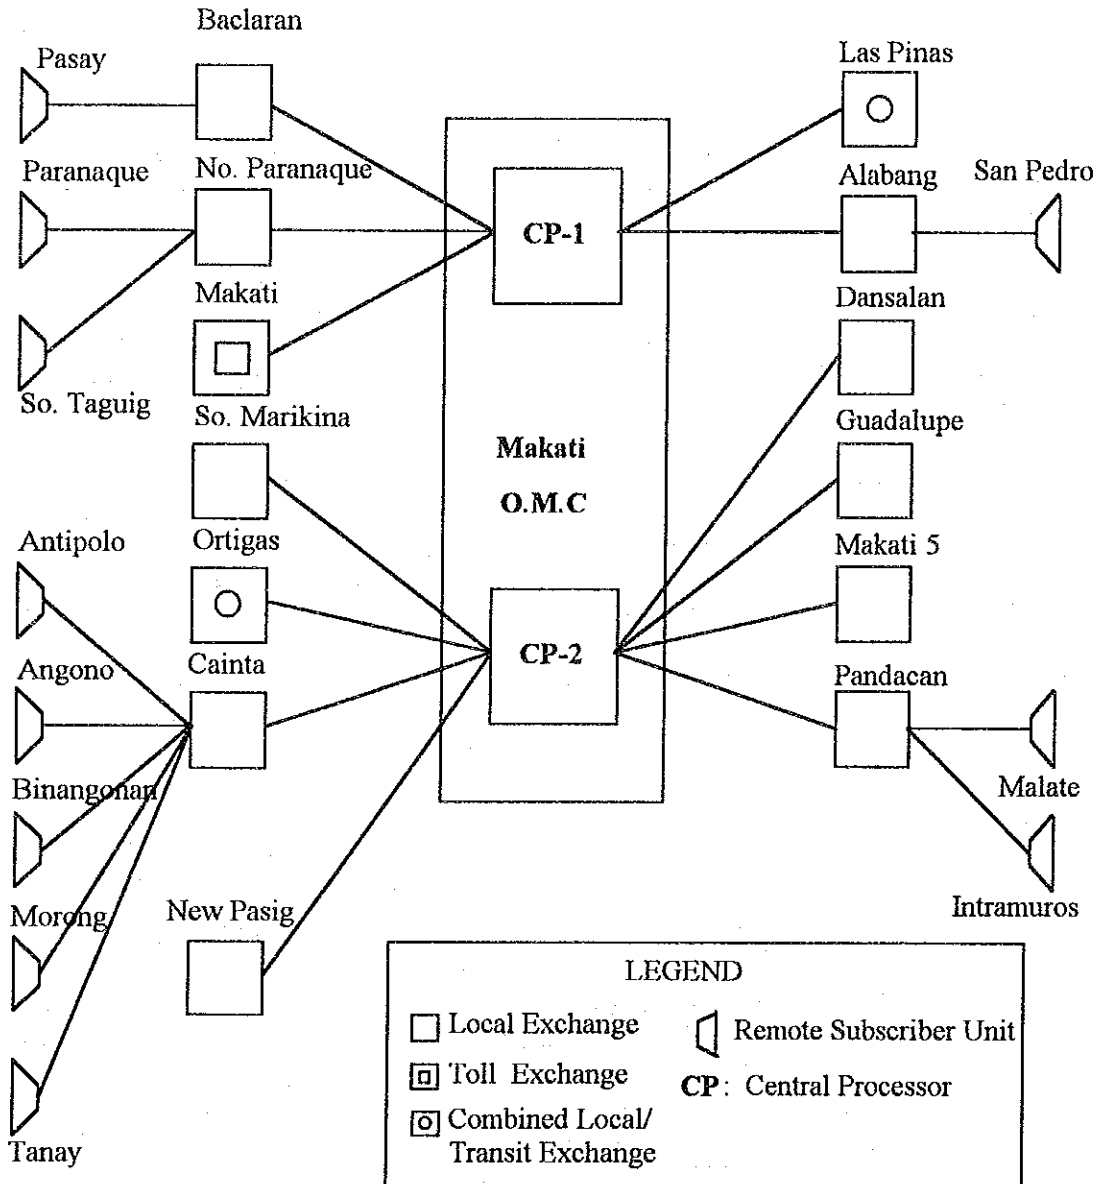 Baclaran
Pasay
Las Pinas
Paranaque
No. Paranaque
Alabang
San Pedro
CP-1
Makati
Dansalan
So. Taguig
So. Marikina
Guadalupe
Makati
O.M.C
Antipolo
Ortigas
Makati 5
CP-2
Angono
Cainta
Pandacan
Binangonan
Malate
Morong
New Pasig
Intramuros
Tanay
LEGEND
Local Exchange
Remote Subscriber Unit
Toll Exchange
CP : Central Processor
Combined Local/
Transit Exchange